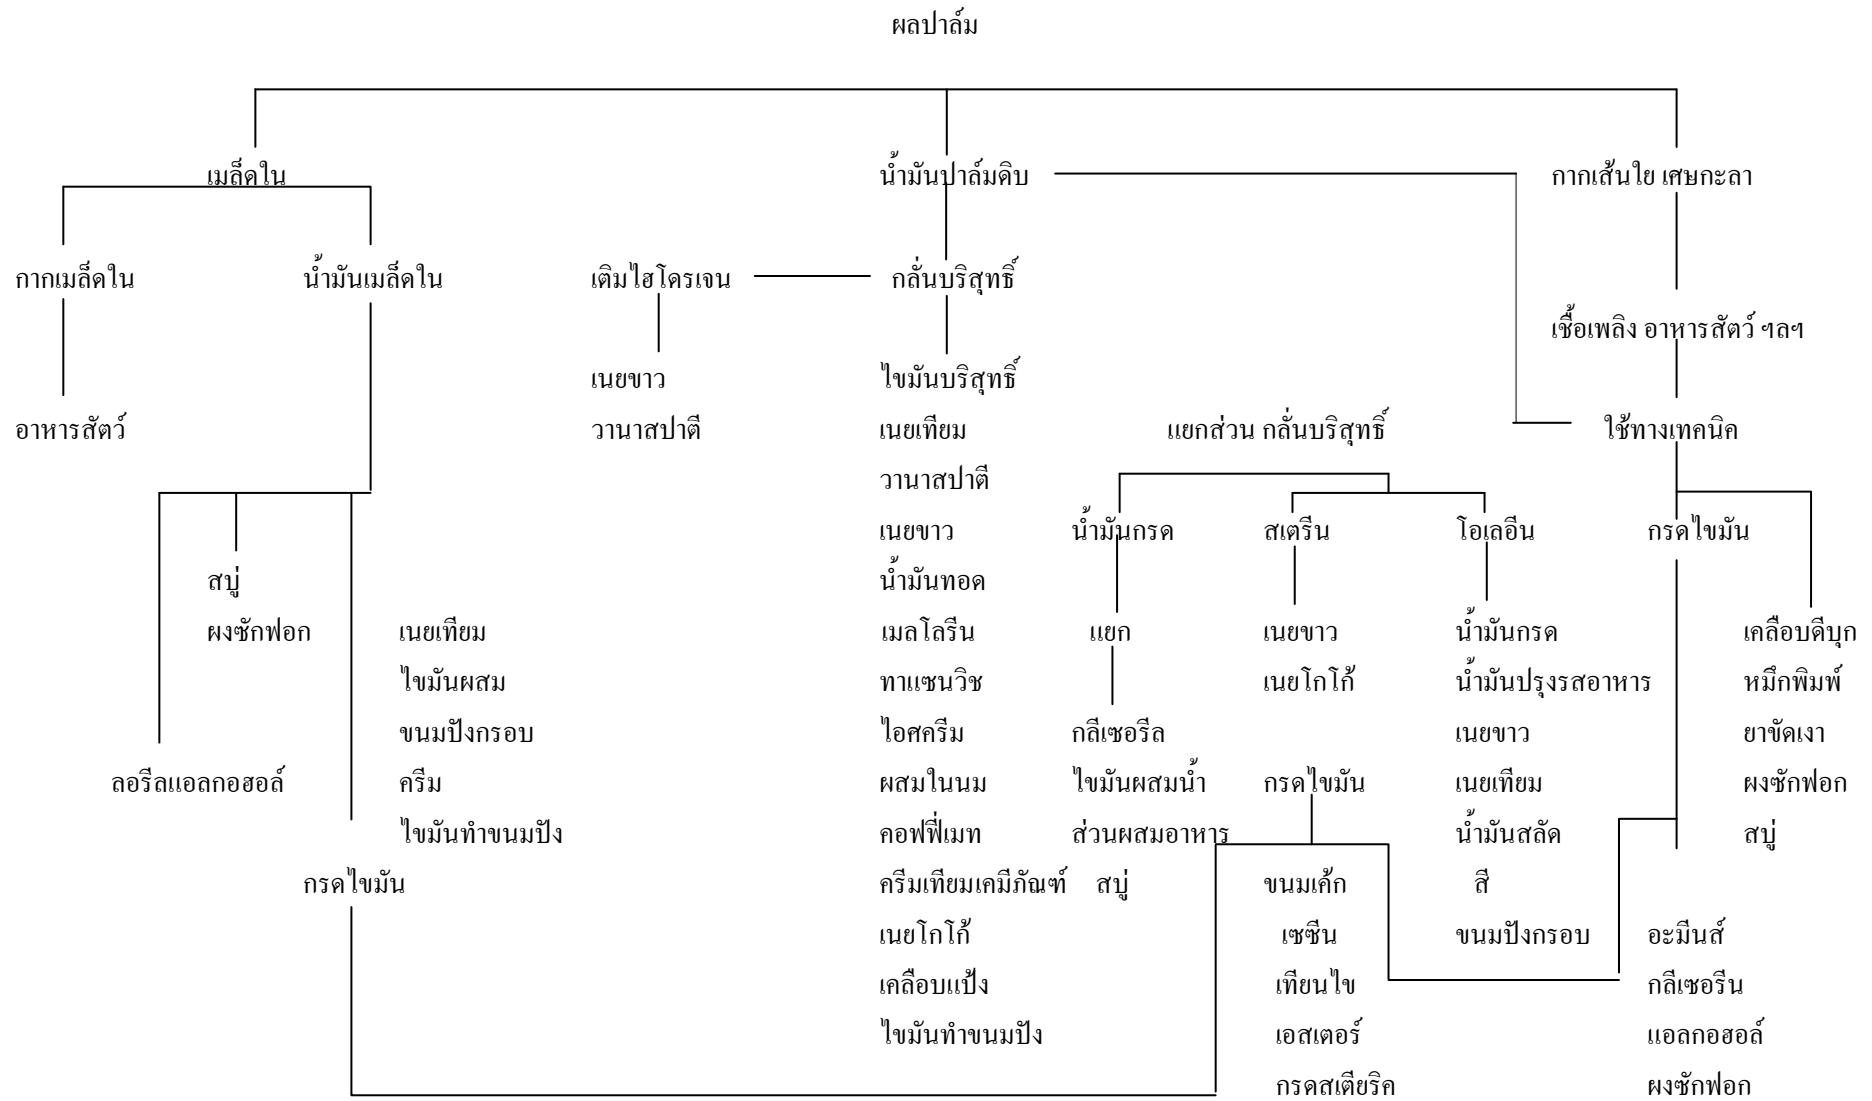 ผลปาล์ม
เมล็ดใน น้ำมันปาล์มดิบ กากเส้นใย เศษกะลา
กากเมล็ดใน น้ำมันเมล็ดใน เติมไฮโดรเจน กลั่นบริสุทธิ์
เชื้อเพลิง อาหารสัตว์ ฯลฯ
เนยขาว ไขมันบริสุทธิ์
อาหารสัตว์ วานาสปาตี เนยเทียม แยกส่วน กลั่นบริสุทธิ์ ใช้ทางเทคนิค
วานาสปาตี
เนยขาว น้ำมันกรด สเตรีน โอเลอีน กรดไขมัน
สบู่ น้ำมันทอด
ผงซักฟอก เนยเทียม เมลโลรีน แยก เนยขาว น้ำมันกรด เคลือบดีบุก
ไขมันผสม ทาแซนวิช เนยโกโก้ น้ำมันปรุงรสอาหาร หมึกพิมพ์
ขนมปังกรอบ ไอศครีม กลีเซอรีล เนยขาว ยาขัดเงา
ลอรีลแอลกอฮอล์ ครีม ผสมในนม ไขมันผสมน้ำ กรดไขมัน เนยเทียม ผงซักฟอก
ไขมันทำขนมปัง คอฟฟี่เมท ส่วนผสมอาหาร น้ำมันสลัด สบู่
กรดไขมัน ครีมเทียมเคมีภัณฑ์ สบู่ ขนมเค้ก สี
เนยโกโก้ เซซีน ขนมปังกรอบ อะมีนส์
เคลือบแป้ง เทียนไข กลีเซอรีน
ไขมันทำขนมปัง เอสเตอร์ แอลกอฮอล์
กรดสเตียริค ผงซักฟอก